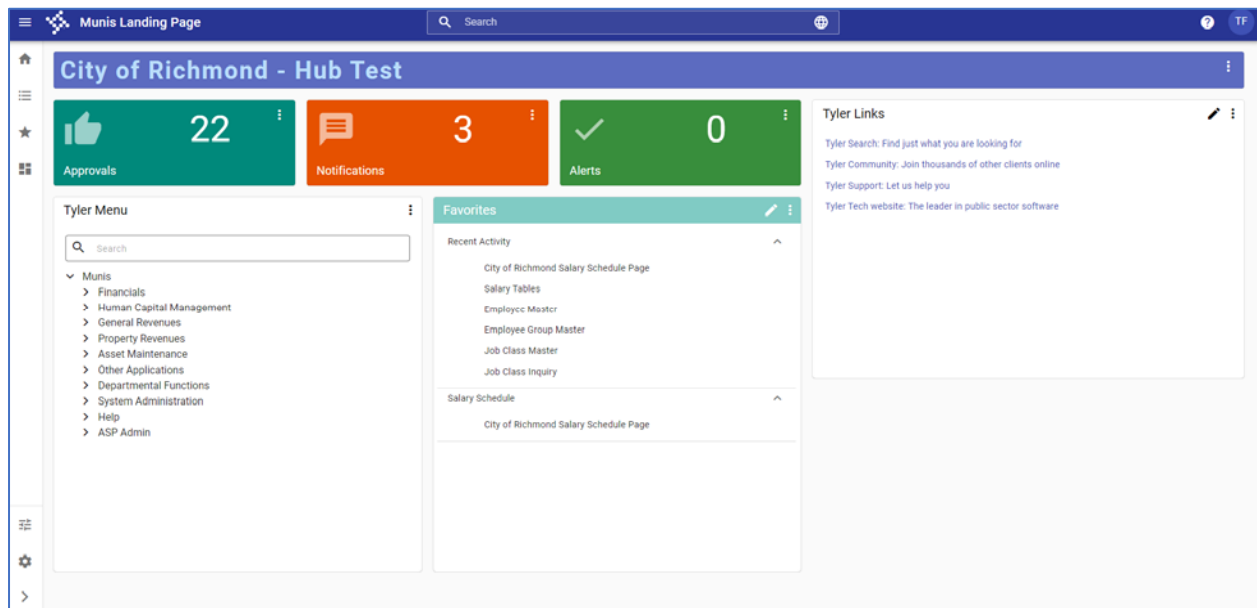 Munis Landing Page
Search
TF
City of Richmond - Hub Test
22
Approvals
3
Notifications
0
Alerts
Tyler Links
Tyler Search: Find just what you are looking for
Tyler Community: Join thousands of other clients online
Tyler Support: Let us help you
Tyler Tech website: The leader in public sector software
Tyler Menu
Search
Munis
Financials
Human Capital Management
General Revenues
Property Revenues
Asset Maintenance
Other Applications
Departmental Functions
System Administration
Help
ASP Admin
Favorites
Recent Activity
City of Richmond Salary Schedule Page
Salary Tables
Employee Master
Employee Group Master
Job Class Master
Job Class Inquiry
Salary Schedule
City of Richmond Salary Schedule Page